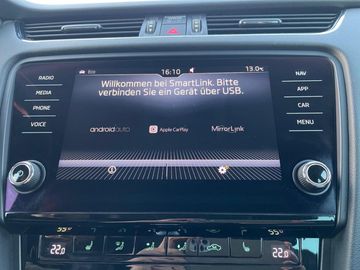 RADIO
MEDIA
PHONE
VOICE
Eco 16:10 13.0°C
Willkommen bei SmartLink. Bitte
verbinden Sie ein Gerät über USB.
androidauto Apple CarPlay MirrorLink
NAV
APP
CAR
MENU
22.0 22.0